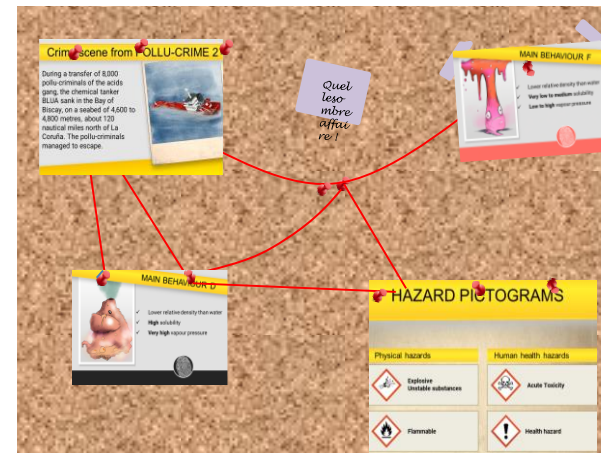 Crime scene from POLLU-CRIME 2
During a transfer of 8,000
pollu-criminals of the acids
gang, the chemical tanker
BLUA sank in the Bay of
Biscay, on a seabed of 4,600 to
4,800 metres, about 120
nautical miles north of La
Coruña. The pollu-criminals
managed to escape.
Quel
leso
mbre
affai
re !
MAIN BEHAVIOUR F
Lower relative density than water
Very low to medium solubility
Low to high vapour pressure
MAIN BEHAVIOUR D
Lower relative density than water
High solubility
Very high vapour pressure
HAZARD PICTOGRAMS
Physical hazards
Human health hazards
Explosive
Unstable substances
Acute Toxicity
Flammable
Health hazard